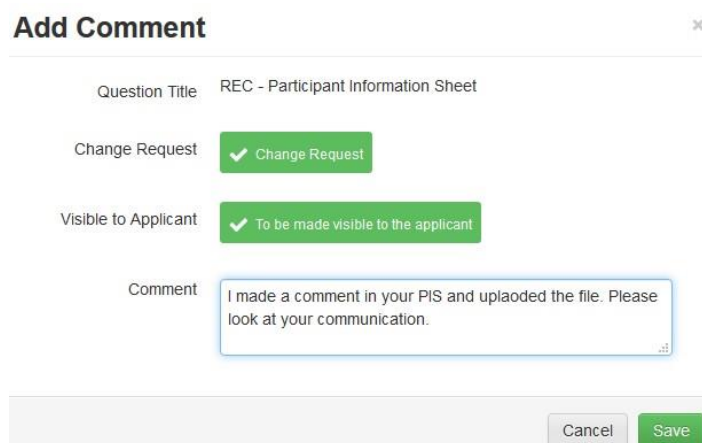 Add Comment
×
Question Title REC - Participant Information Sheet
Change Request ✔ Change Request
Visible to Applicant ✔ To be made visible to the applicant
Comment I made a comment in your PIS and uplaoded the file. Please
look at your communication.
Cancel Save